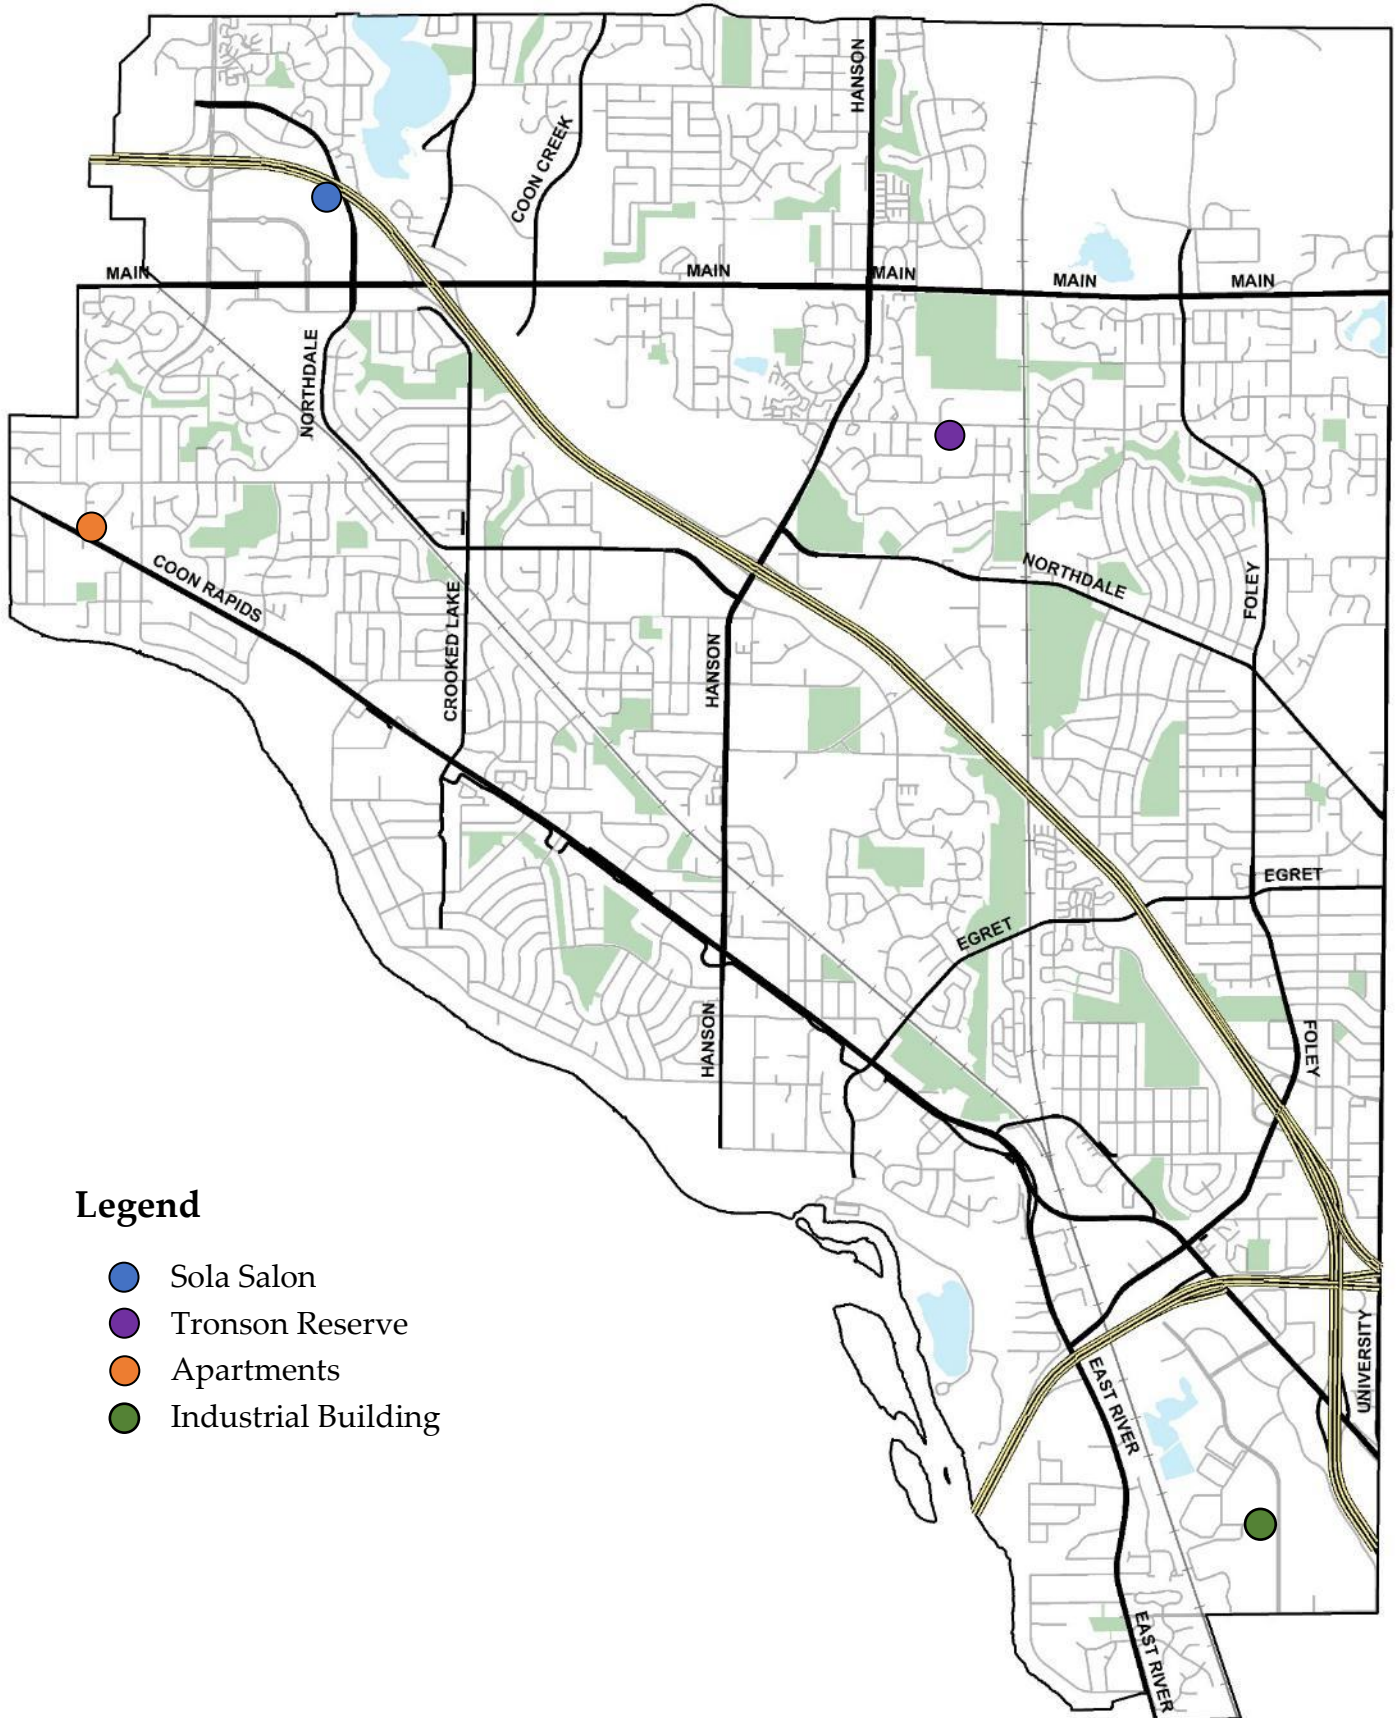 HANSON
COON CREEK
MAIN
MAIN
MAIN
MAIN
MAIN
NORTHDALE
COON RAPIDS
CROOKED LAKE
NORTHDALE
FOLEY
HANSON
EGRET
EGRET
HANSON
FOLEY
UNIVERSITY
EAST RIVER
EAST RIVER
Legend
Sola Salon
Tronson Reserve
Apartments
Industrial Building